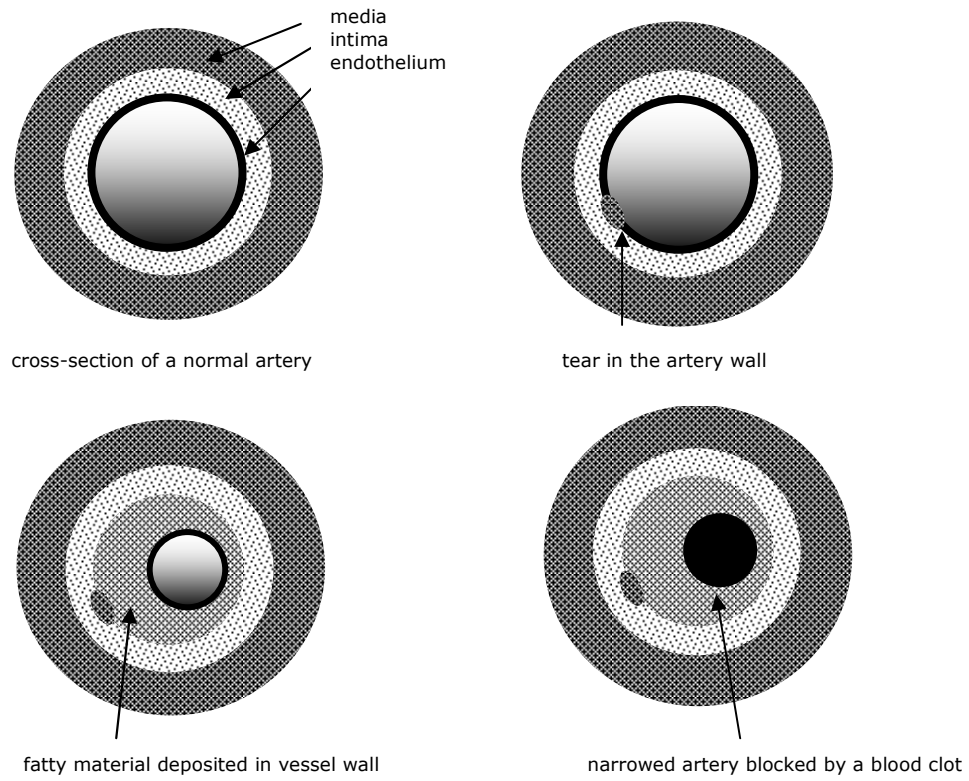 media
intima
endothelium
cross-section of a normal artery
tear in the artery wall
fatty material deposited in vessel wall
narrowed artery blocked by a blood clot